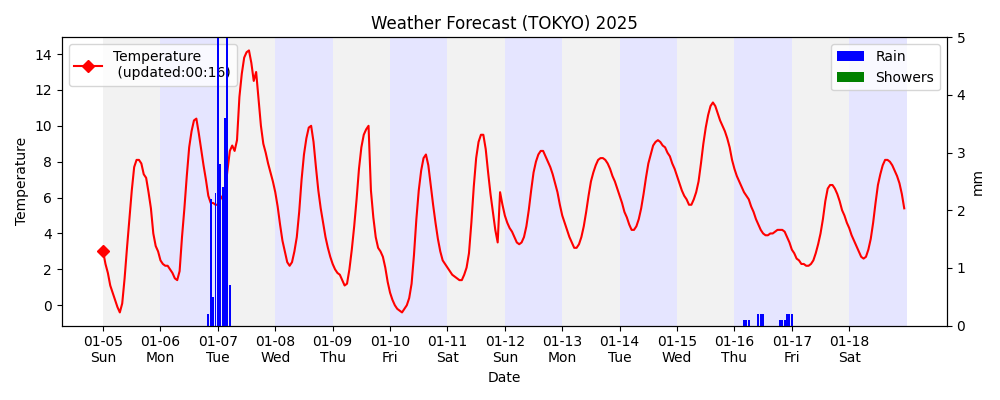 Weather Forecast (TOKYO) 2025
Temperature
(updated:00:16)
Rain
Showers
Temperature
14
12
10
8
6
4
2
0
5
4
3
2
1
0
mm
01-05 01-06 01-07 01-08 01-09 01-10 01-11 01-12 01-13 01-14 01-15 01-16 01-17 01-18
Sun Mon Tue Wed Thu Fri Sat Sun Mon Tue Wed Thu Fri Sat
Date